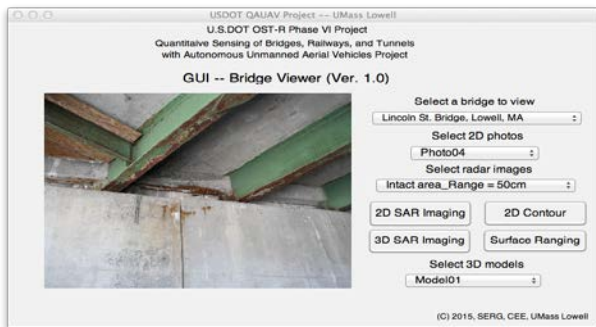 USDOT QAUAV Project -- UMass Lowell
U.S.DOT OST-R Phase VI Project
Quantitaive Sensing of Bridges, Railways, and Tunnels
with Autonomous Unmanned Aerial Vehicles Project
GUI -- Bridge Viewer (Ver. 1.0)
Select a bridge to view
Lincoln St. Bridge, Lowell, MA
Select 2D photos
Photo04
Select radar images
Intact area_Range = 50cm
2D SAR Imaging
2D Contour
3D SAR Imaging
Surface Ranging
Select 3D models
Model01
(C) 2015, SERG, CEE, UMass Lowell